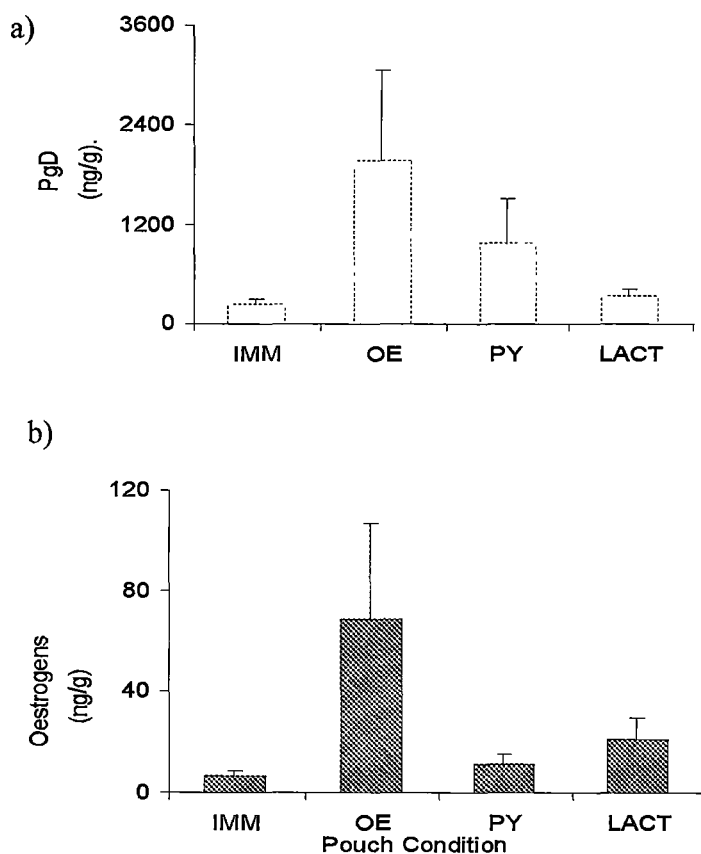 a)
3600
2400
1200
0
PgD
(ng/g).
IMM OE PY LACT
b)
120
80
40
0
Oestrogens
(ng/g)
IMM OE PY LACT
Pouch Condition